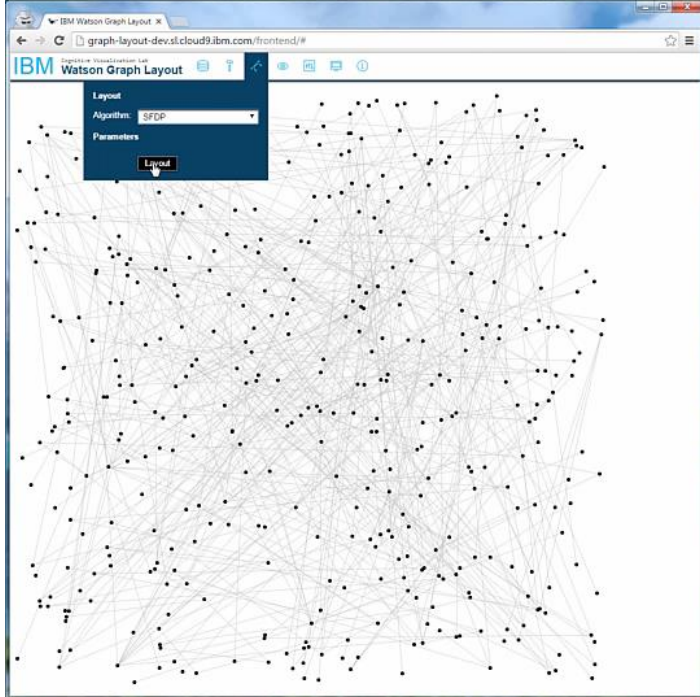 IBM Watson Graph Layout
graph-layout-dev.sl.cloud9.ibm.com/frontend/#
IBM
Cognitive Visualization Lab
Watson Graph Layout
Layout
Algorithm: SFDP
Parameters
Layout